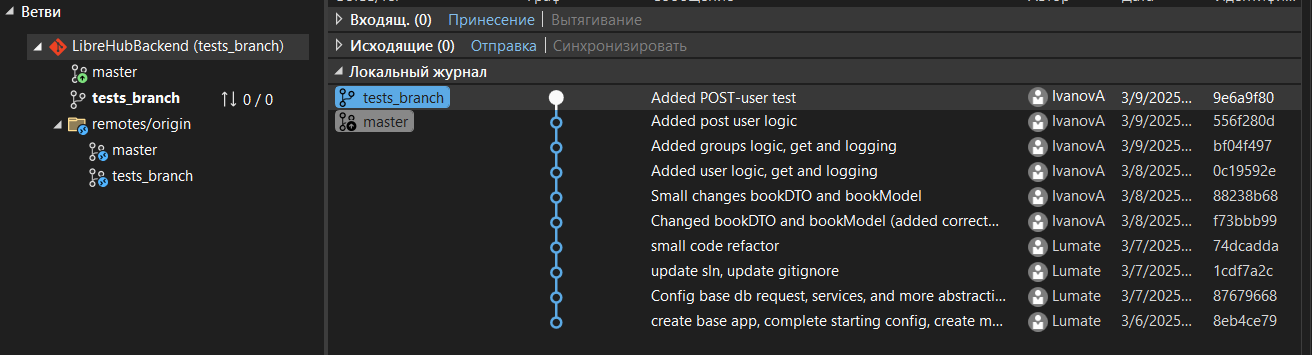 Ветви
LibreHubBackend (tests_branch)
master
tests_branch 0 / 0
remotes/origin
master
tests_branch
Входящ. (0) Принесение Вытягивание
Исходящие (0) Отправка Синхронизировать
Локальный журнал
tests_branch Added POST-user test IvanovA 3/9/2025... 9e6a9f80
master Added post user logic IvanovA 3/9/2025... 556f280d
Added groups logic, get and logging IvanovA 3/9/2025... bf04f497
Added user logic, get and logging IvanovA 3/8/2025... 0c19592e
Small changes bookDTO and bookModel IvanovA 3/8/2025... 88238b68
Changed bookDTO and bookModel (added correct... IvanovA 3/8/2025... f73bbb99
small code refactor Lumate 3/7/2025... 74dcadda
update sln, update gitignore Lumate 3/7/2025... 1cdf7a2c
Config base db request, services, and more abstracti... Lumate 3/7/2025... 87679668
create base app, complete starting config, create m... Lumate 3/6/2025... 8eb4ce79